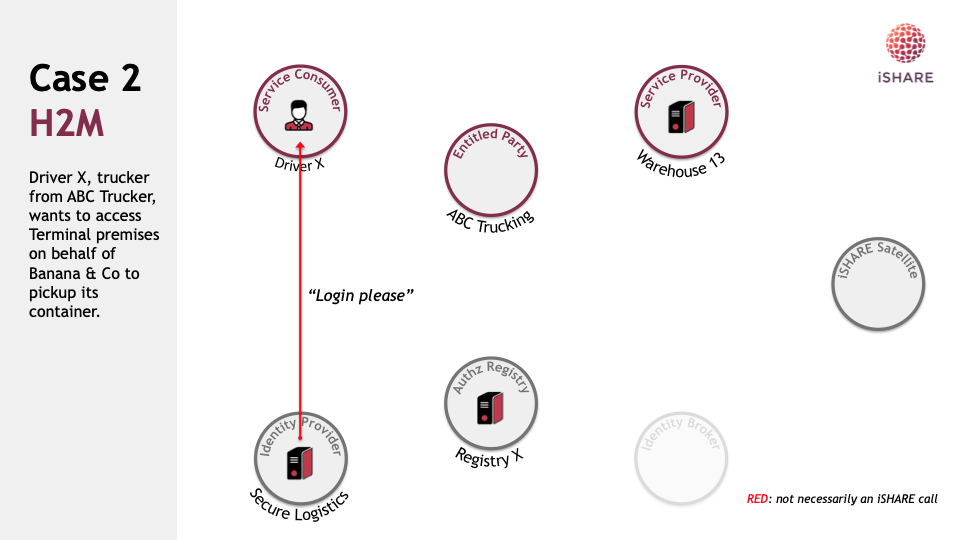 Case 2
H2M
Driver X, trucker
from ABC Trucker,
wants to access
Terminal premises
on behalf of
Banana & Co to
pickup its
container.
iSHARE
Service Consumer
Driver X
Entitled Party
ABC Trucking
Service Provider
Warehouse 13
iSHARE Satellite
“Login please”
Authz Registry
Registry X
Identity Provider
Secure Logistics
Identity Broker
RED: not necessarily an iSHARE call